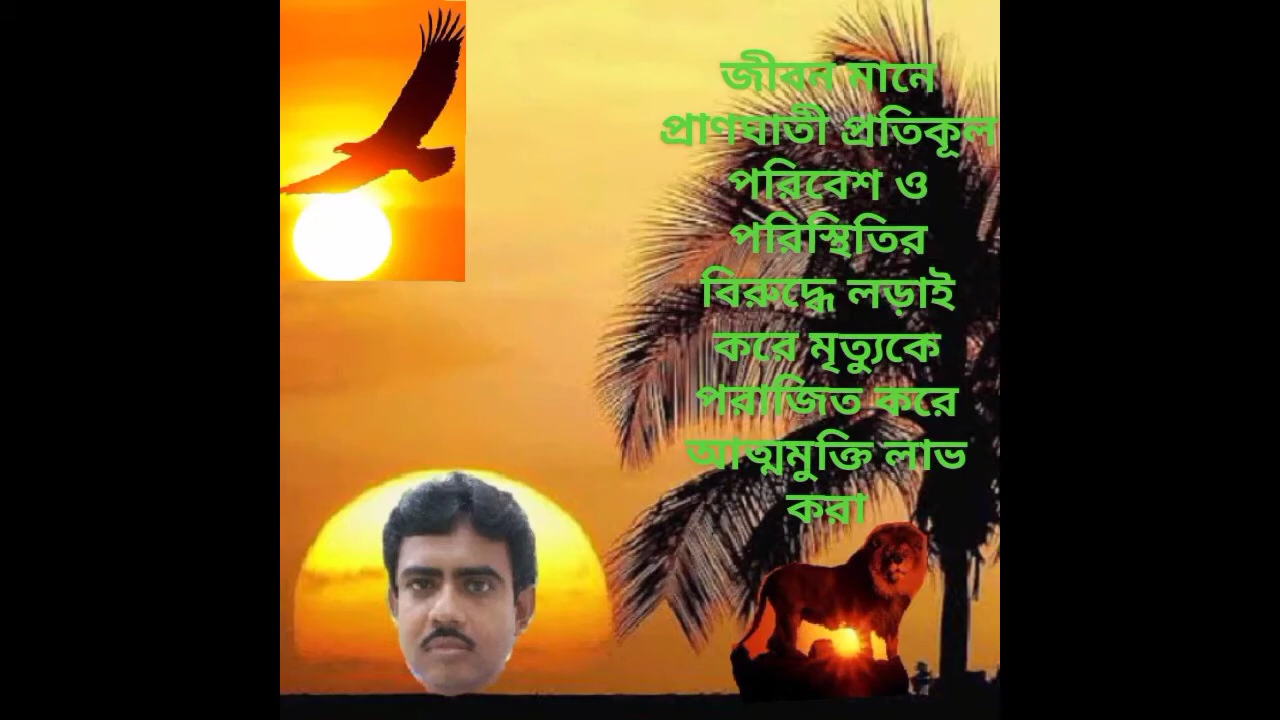 জীবন মানে
প্রাণঘাতী প্রতিকূল
পরিবেশ ও
পরিস্থিতির
বিরুদ্ধে লড়াই
করে মৃত্যুকে
পরাজিত করে
আত্মমুক্তি লাভ
করা